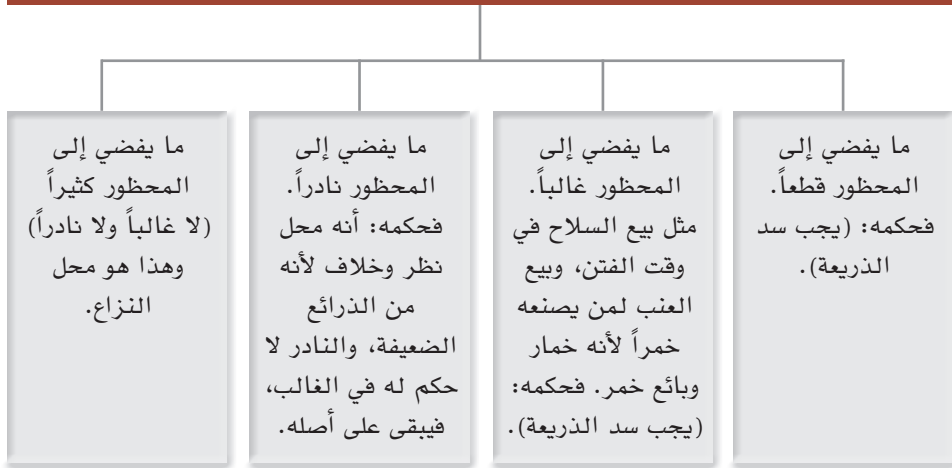 ما يفضي إلى
المحظور قطعاً.
فحكمه: (يجب سد
الذريعة).
ما يفضي إلى
المحظور غالباً.
مثل بيع السلاح في
وقت الفتن، وبيع
العنب لمن يصنعه
خمراً لأنه خمار
وبائع خمر. فحكمه:
(يجب سد الذريعة).
ما يفضي إلى
المحظور نادراً.
فحكمه: أنه محل
نظر وخلاف لأنه
من الذرائع
الضعيفة، والنادر لا
حكم له في الغالب،
فيبقى على أصله.
ما يفضي إلى
المحظور كثيراً
(لا غالباً ولا نادراً)
وهذا هو محل
النزاع.